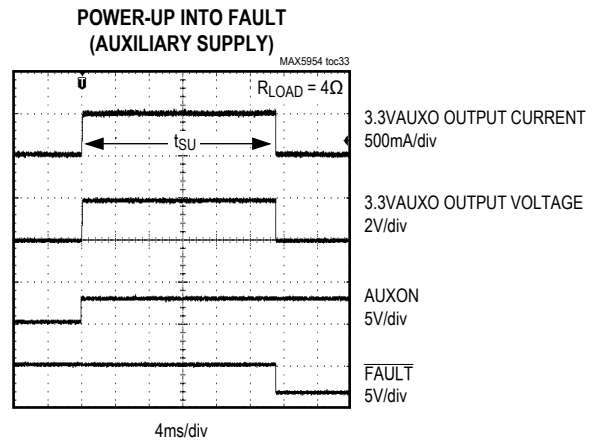 POWER-UP INTO FAULT
(AUXILIARY SUPPLY)
MAX5954 toc33
RLOAD = 4Ω
3.3VAUXO OUTPUT CURRENT
500mA/div
tSU
3.3VAUXO OUTPUT VOLTAGE
2V/div
AUXON
5V/div
FAULT
5V/div
4ms/div